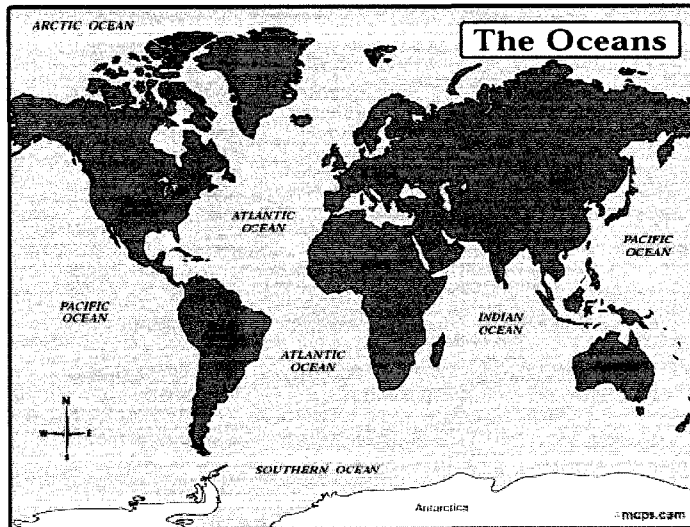 ARCTIC OCEAN
The Oceans
ATLANTIC
OCEAN
PACIFIC
OCEAN
PACIFIC
OCEAN
INDIAN
OCEAN
ATLANTIC
OCEAN
N
W E
S
SOUTHERN OCEAN
Antarctica
maps.com